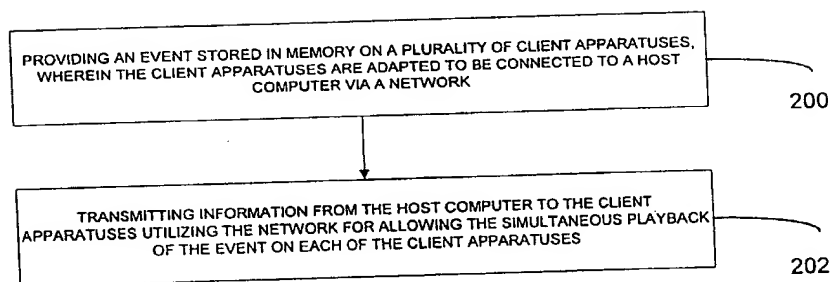 PROVIDING AN EVENT STORED IN MEMORY ON A PLURALITY OF CLIENT APPARATUSES,
WHEREIN THE CLIENT APPARATUSES ARE ADAPTED TO BE CONNECTED TO A HOST
COMPUTER VIA A NETWORK
200
TRANSMITTING INFORMATION FROM THE HOST COMPUTER TO THE CLIENT
APPARATUSES UTILIZING THE NETWORK FOR ALLOWING THE SIMULTANEOUS PLAYBACK
OF THE EVENT ON EACH OF THE CLIENT APPARATUSES
202